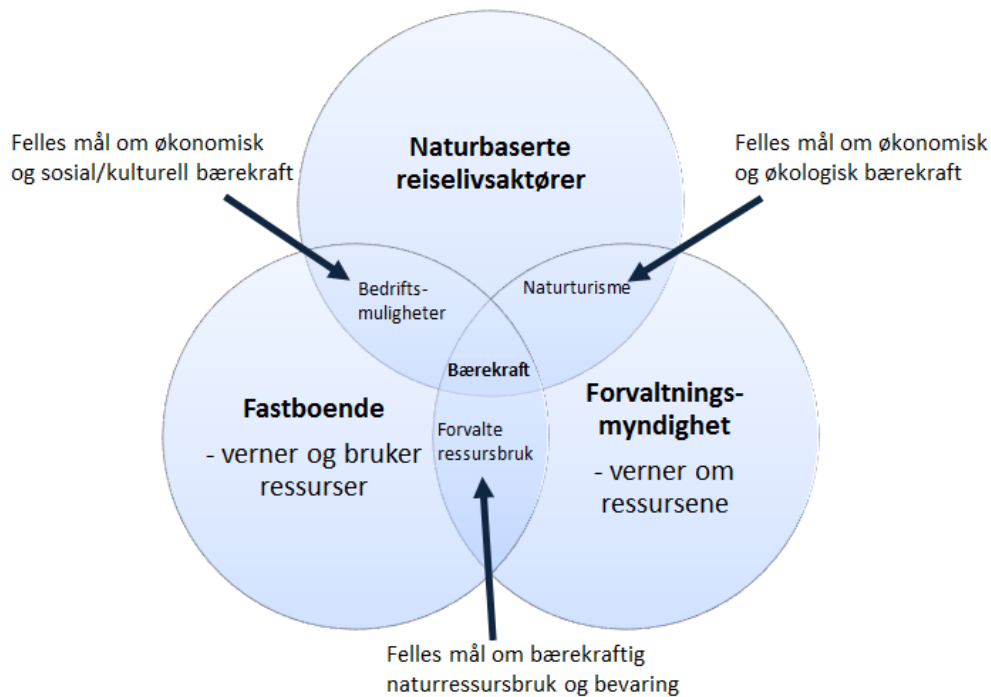 Felles mål om økonomisk
og sosial/kulturell bærekraft
Naturbaserte
reiselivsaktører
Felles mål om økonomisk
og økologisk bærekraft
Bedrifts-
muligheter
Naturturisme
Bærekraft
Fastboende
- verner og bruker
ressurser
Forvalte
ressursbruk
Forvaltnings-
myndighet
- verner om
ressursene
Felles mål om bærekraftig
naturressursbruk og bevaring